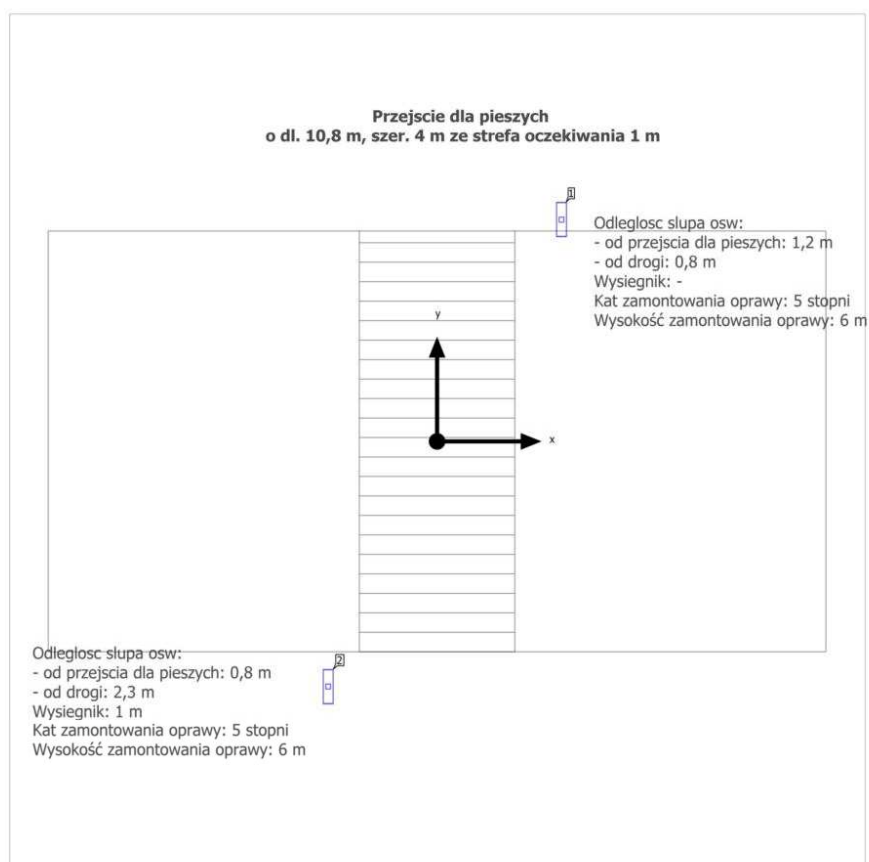 Przejscie dla pieszych
o dl. 10,8 m, szer. 4 m ze strefa oczekiwania 1 m
1
Odleglosc slupa osw:
- od przejscia dla pieszych: 1,2 m
- od drogi: 0,8 m
Wysiegnik: -
Kat zamontowania oprawy: 5 stopni
Wysokość zamontowania oprawy: 6 m
y
x
2
Odleglosc slupa osw:
- od przejscia dla pieszych: 0,8 m
- od drogi: 2,3 m
Wysiegnik: 1 m
Kat zamontowania oprawy: 5 stopni
Wysokość zamontowania oprawy: 6 m